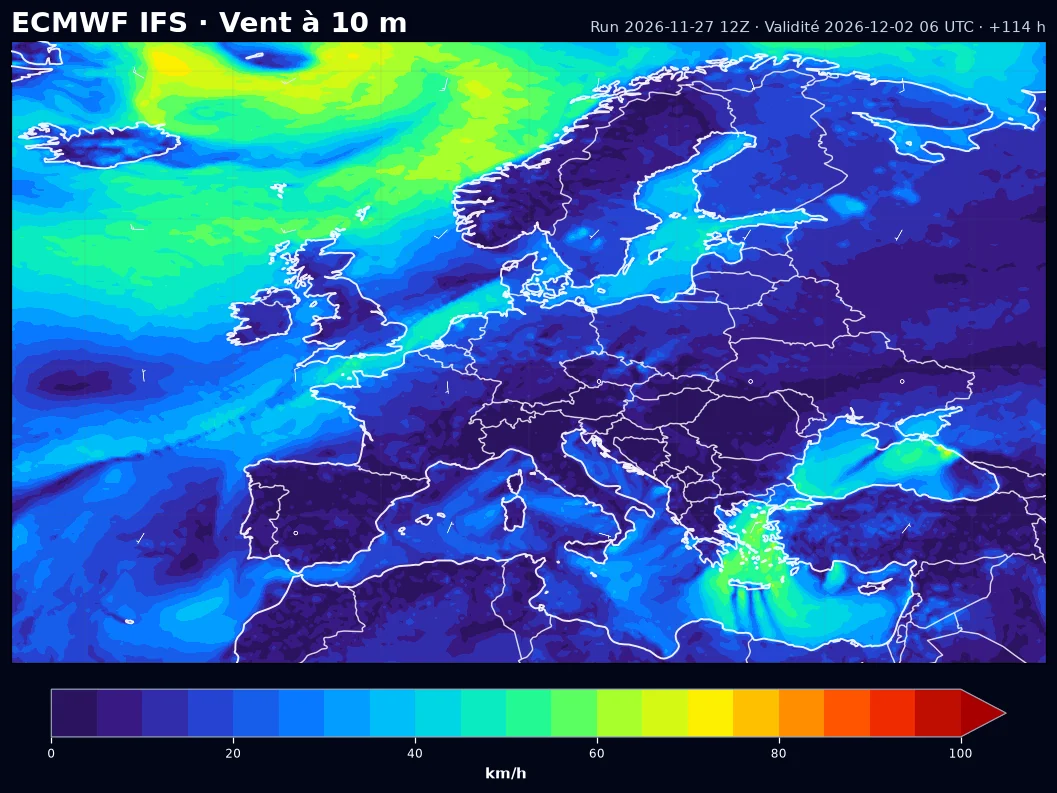 ECMWF IFS · Vent à 10 m
Run 2026-11-27 12Z · Validité 2026-12-02 06 UTC · +114 h
0 20 40 60 80 100
km/h